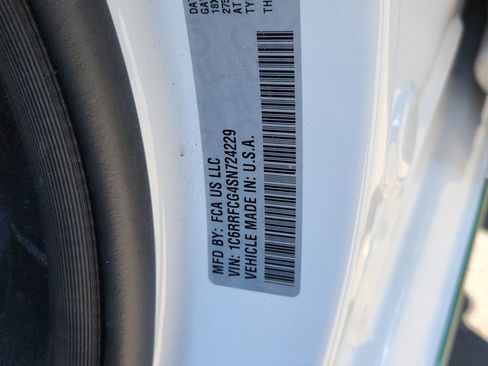 MFD BY: FCA US LLC
VIN: 1C6RRFCG4SN724229
VEHICLE MADE IN: U.S.A.